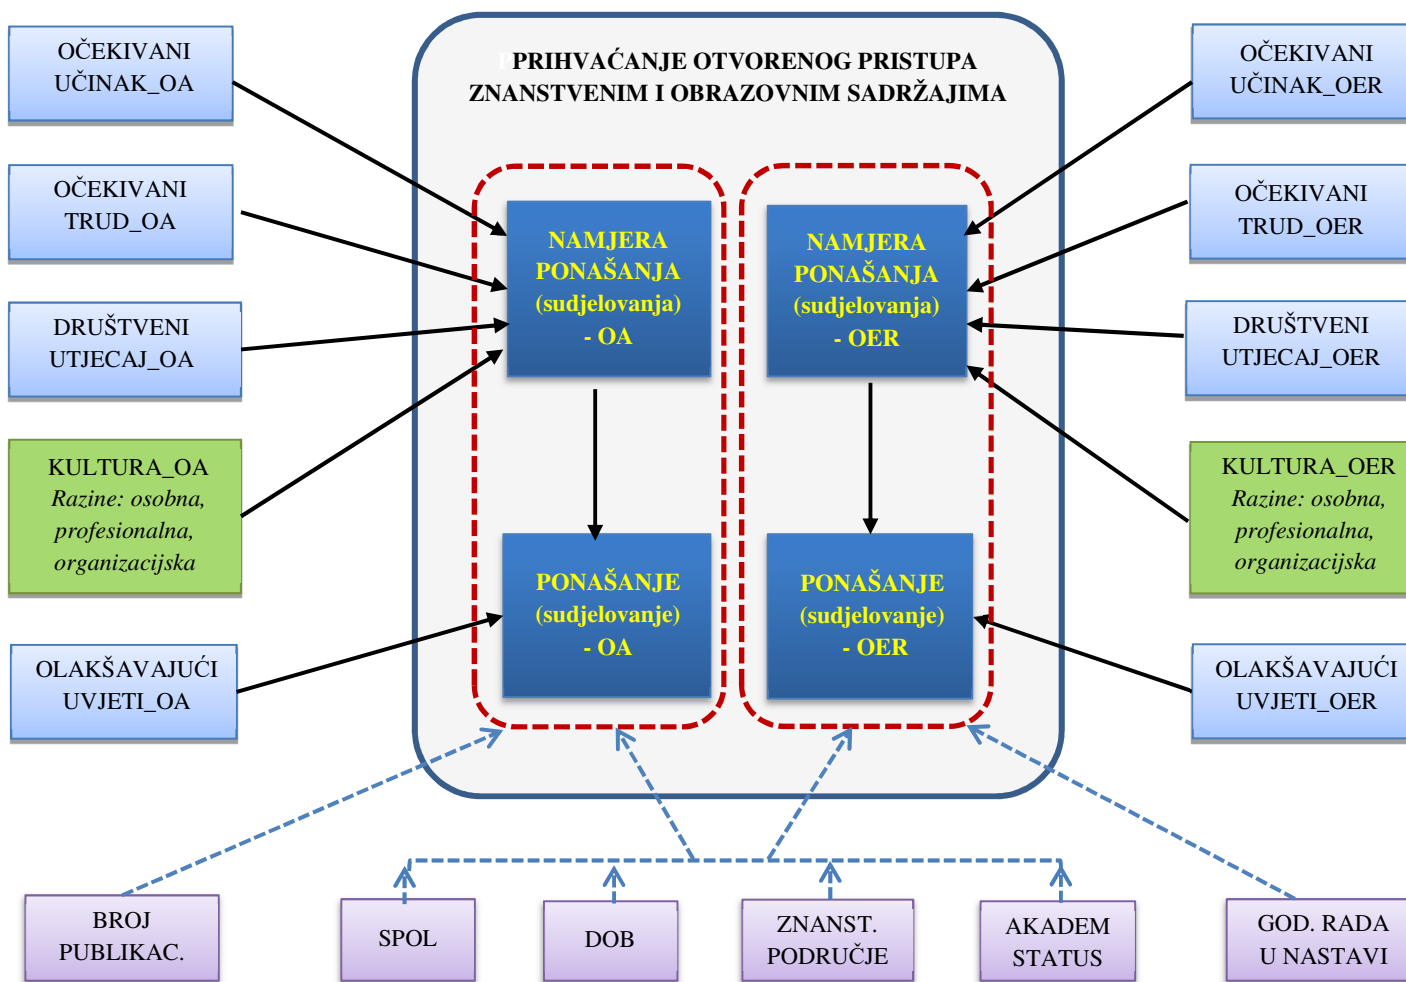 PRIHVAĆANJE OTVORENOG PRISTUPA
ZNANSTVENIM I OBRAZOVNIM SADRŽAJIMA
OČEKIVANI
UČINAK_OA
OČEKIVANI
TRUD_OA
DRUŠTVENI
UTJECAJ_OA
KULTURA_OA
Razine: osobna,
profesionalna,
organizacijska
OLAKŠAVAJUĆI
UVJETI_OA
NAMJERA
PONAŠANJA
(sudjelovanja)
- OA
PONAŠANJE
(sudjelovanje)
- OA
NAMJERA
PONAŠANJA
(sudjelovanja)
- OER
PONAŠANJE
(sudjelovanje)
- OER
OČEKIVANI
UČINAK_OER
OČEKIVANI
TRUD_OER
DRUŠTVENI
UTJECAJ_OER
KULTURA_OER
Razine: osobna,
profesionalna,
organizacijska
OLAKŠAVAJUĆI
UVJETI_OER
BROJ
PUBLIKAC.
SPOL
DOB
ZNANST.
PODRUČJE
AKADEM
STATUS
GOD. RADA
U NASTAVI